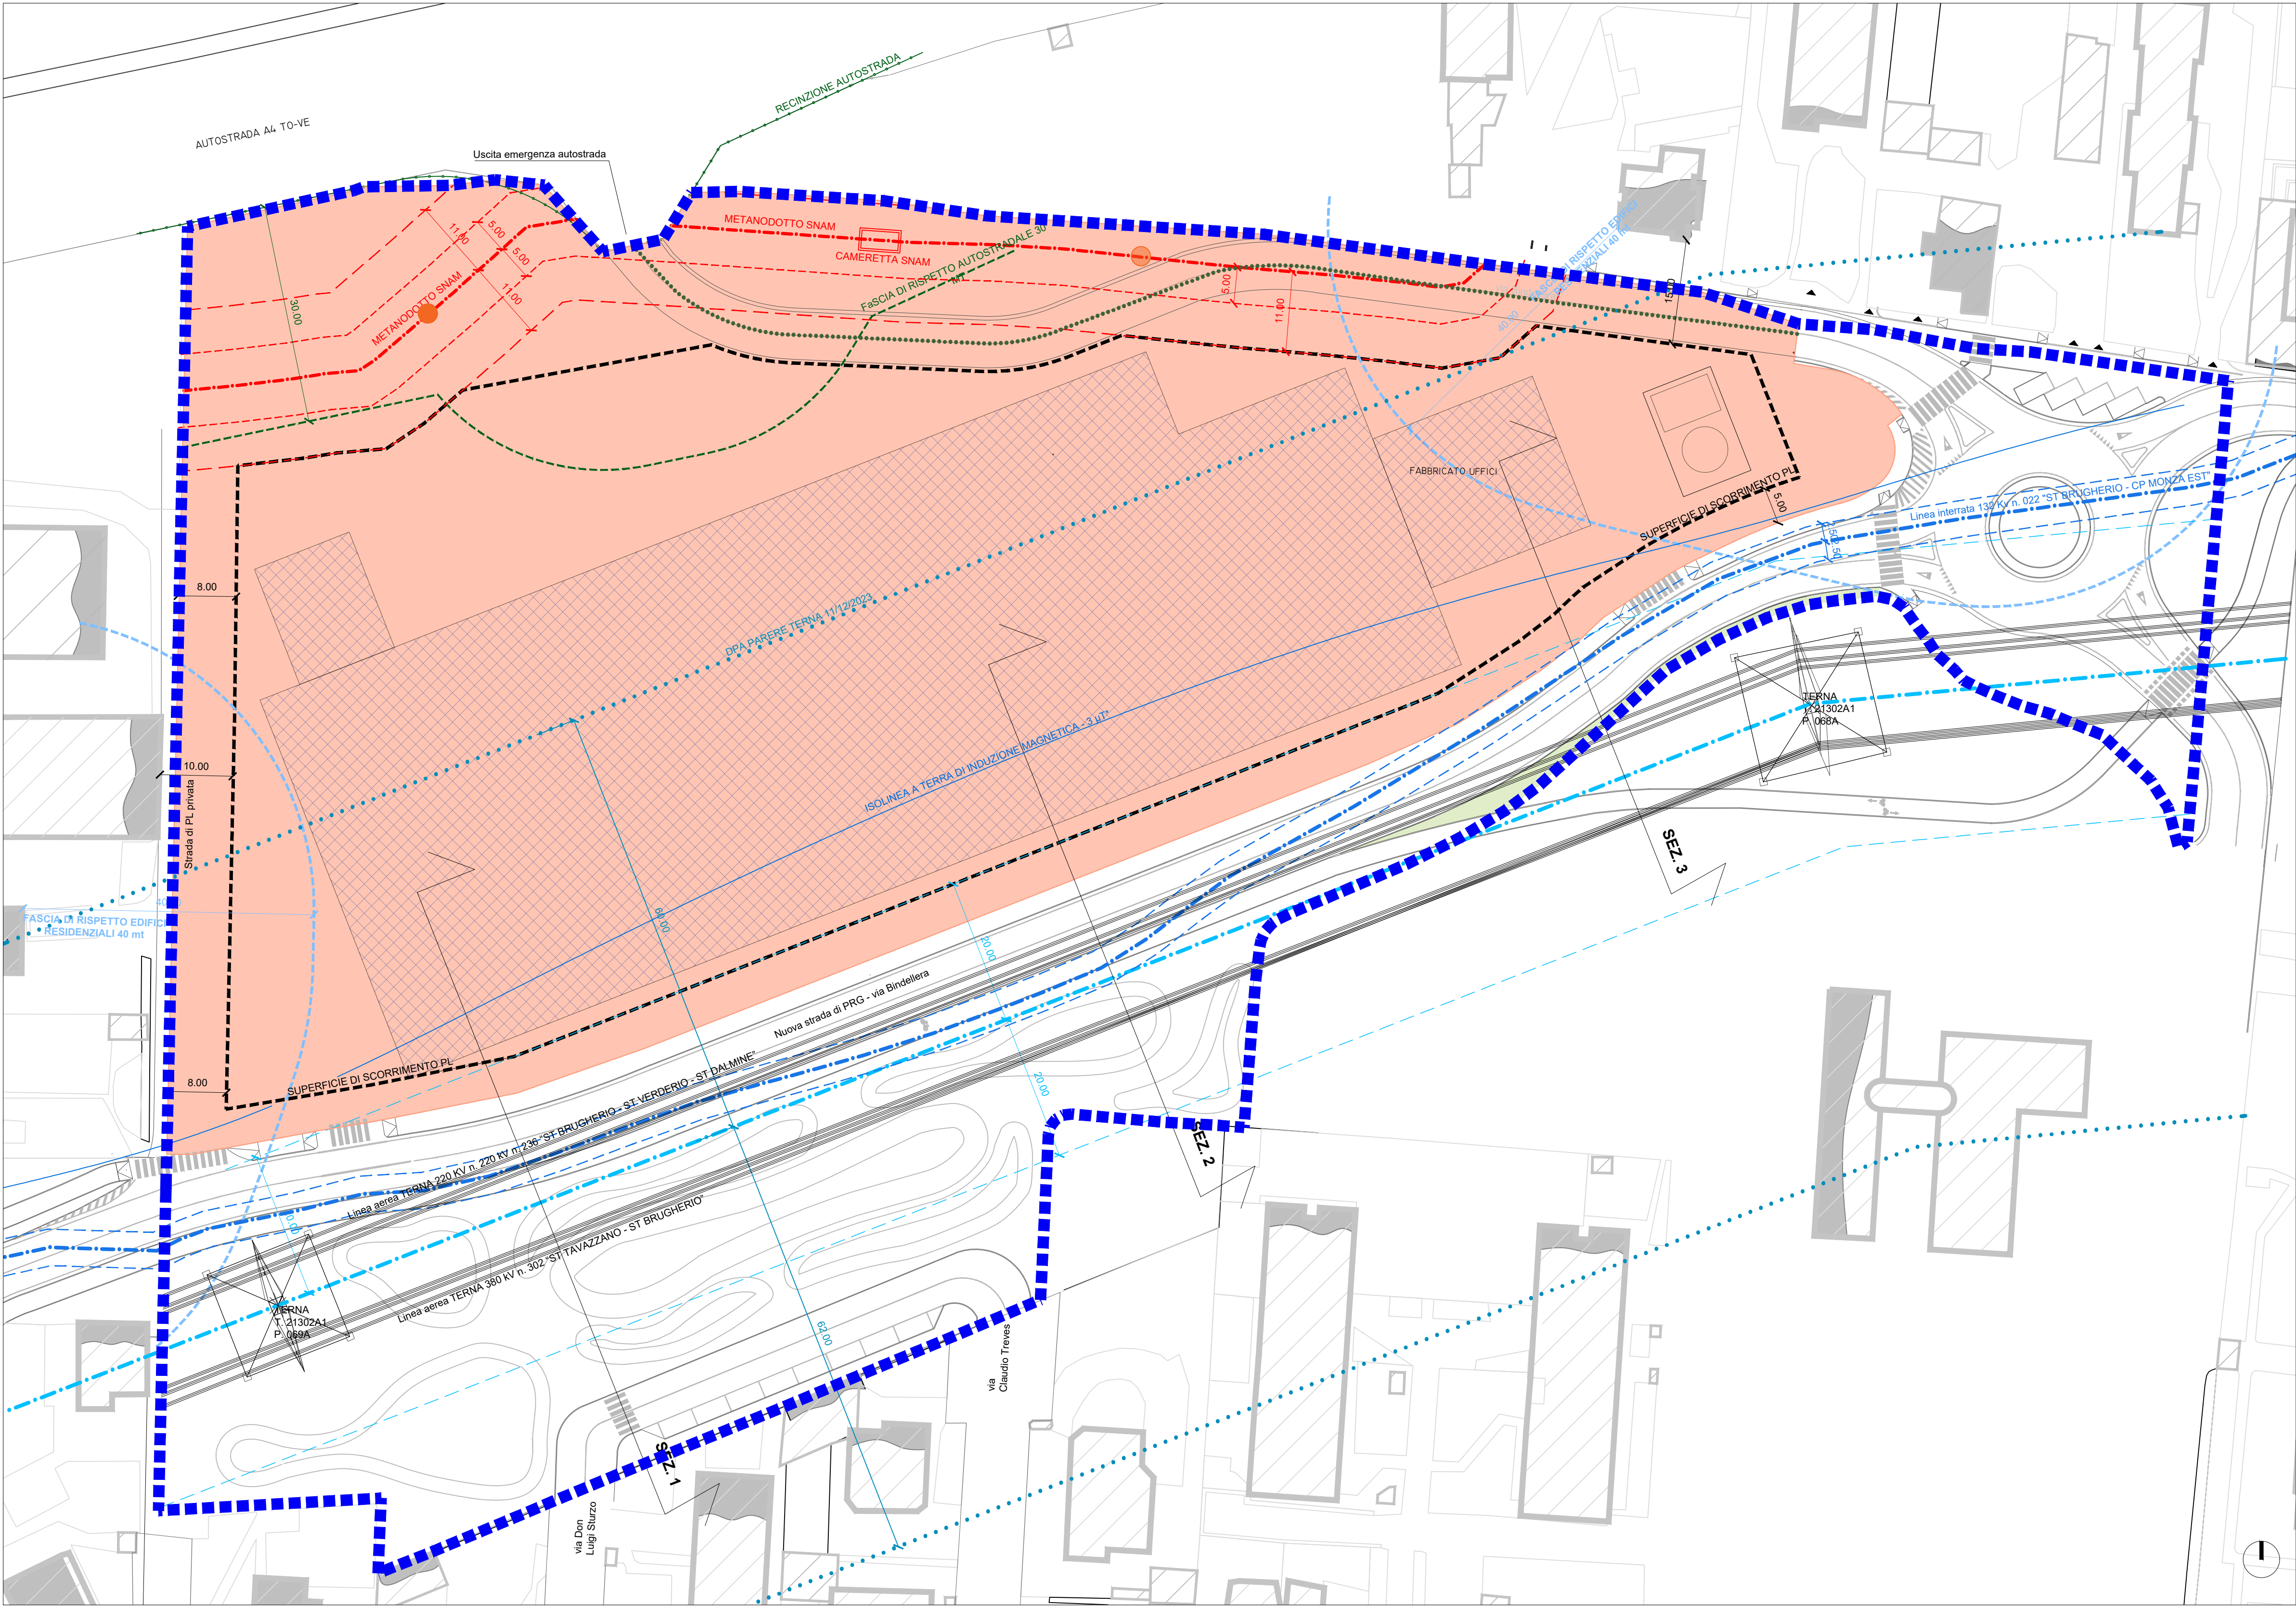 RECINZIONE AUTOSTRADA
AUTOSTRADA A4 TO-VE
Uscita emergenza autostrada
METANODOTTO SNAM
CAMERETTA SNAM
FaSCIA DI RISPETTO AUTOSTRADALE 30
MT
FASCIA DI RISPETTO EDIFICI
RESIDENZIALI 40 mt
40.00
15.00
11.00
5.00
5.00
11.00
METANODOTTO SNAM
30.00
5.00
11.00
FABBRICATO UFFICI
SUPERFICIE DI SCORRIMENTO PL
5.00
Linea interrata 132 Kv n. 022 "ST BRUGHERIO - CP MONZA EST"
8.00
DPA PARERE TERNA 11/12/2023
ISOLINEA A TERRA DI INDUZIONE MAGNETICA - 3 µT"
TERNA
T. 21302A1
P. 068A
10.00
Strada di PL privata
SEZ. 3
40
FASCIA DI RISPETTO EDIFICI
RESIDENZIALI 40 mt
60.00
20.00
Nuova strada di PRG - via Bindellera
8.00
SUPERFICIE DI SCORRIMENTO PL
20.00
Linea aerea TERNA 220 KV n. 220 KV n. 236 "ST BRUGHERIO - ST VERDERIO - ST DALMINE"
SEZ. 2
Linea aerea TERNA 380 kV n. 302 "ST TAVAZZANO - ST BRUGHERIO"
TERNA
T. 21302A1
P. 069A
62.00
via
Claudio Treves
SEZ. 1
via Don
Luigi Sturzo